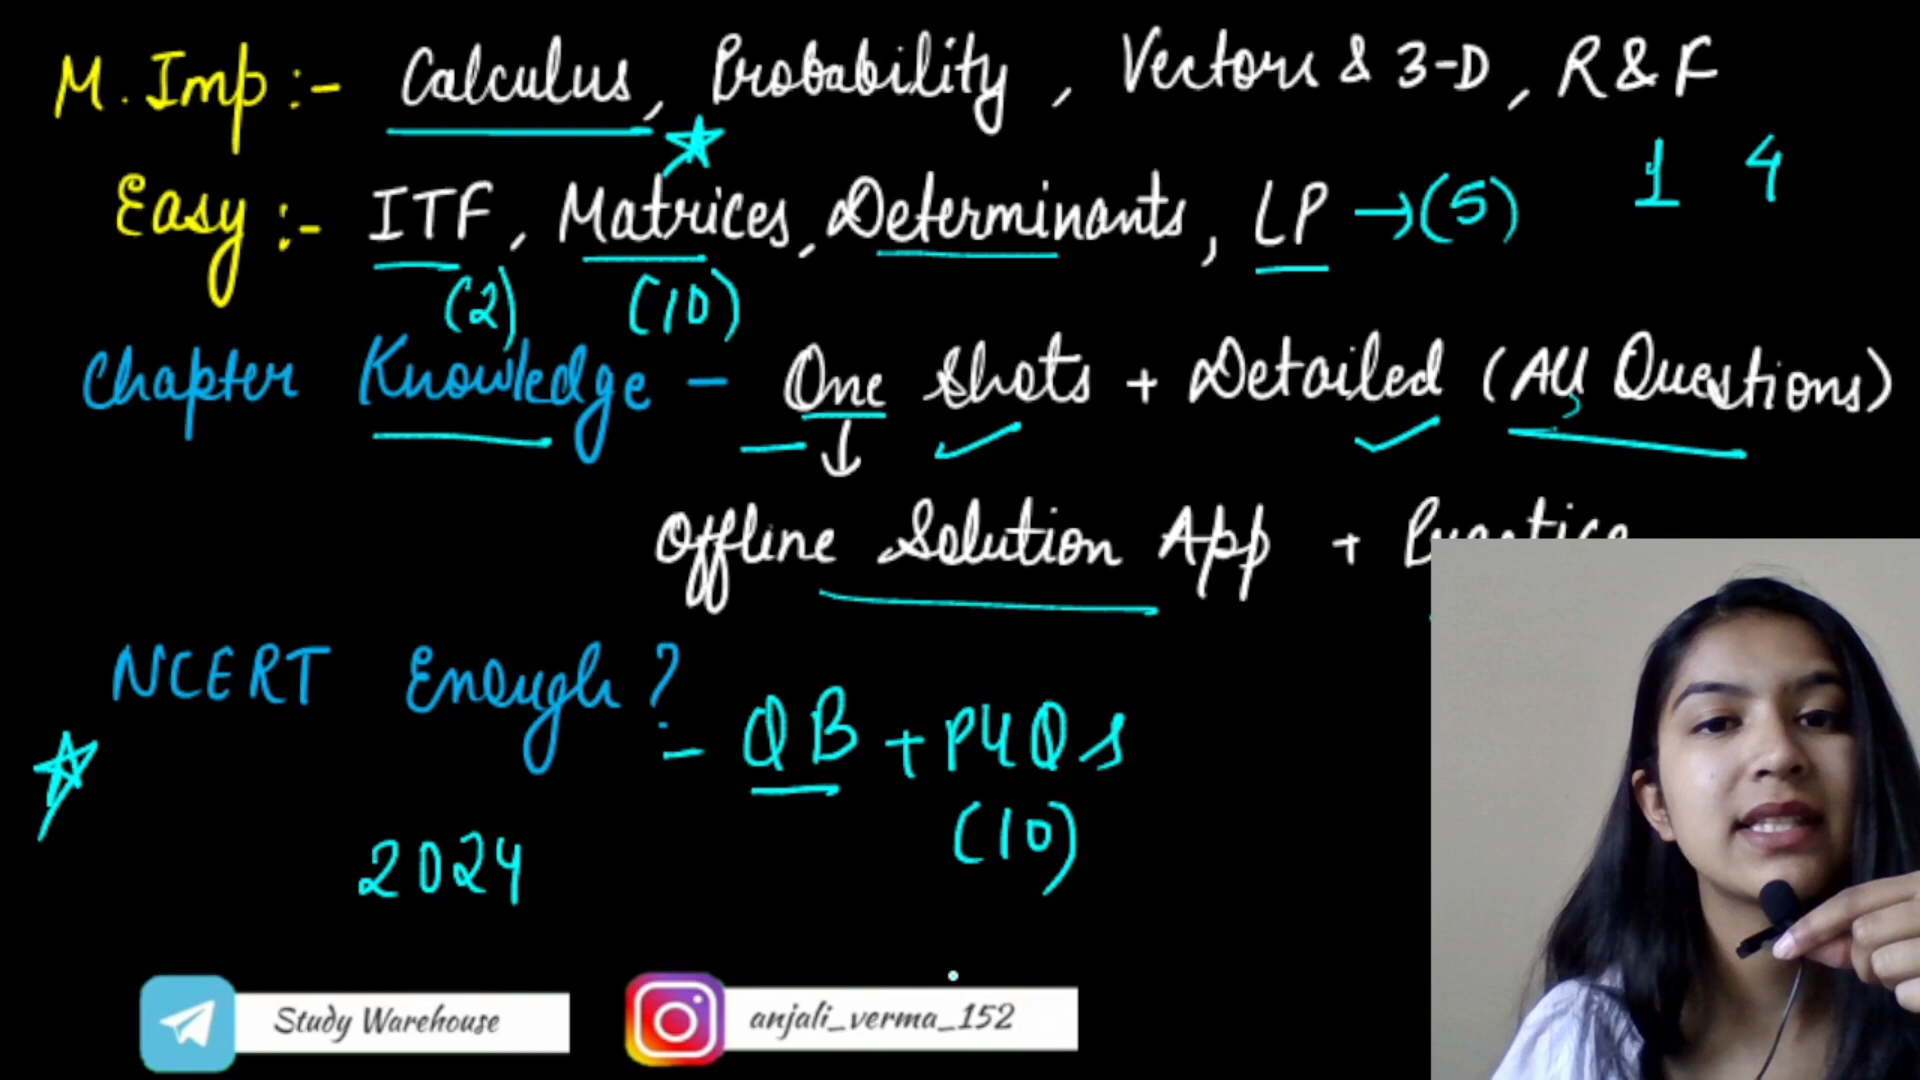 M. Imp :- Calculus, Probability, Vectors & 3-D, R & F
1 4
Easy :- ITF, Matrices, Determinants, LP → (5)
(2) (10)
Chapter Knowledge - One Shots + Detailed (All Questions)
Offline Solution App + Practice
NCERT Enough?
- QB + PYQs
(10)
2024
Study Warehouse
anjali_verma_152